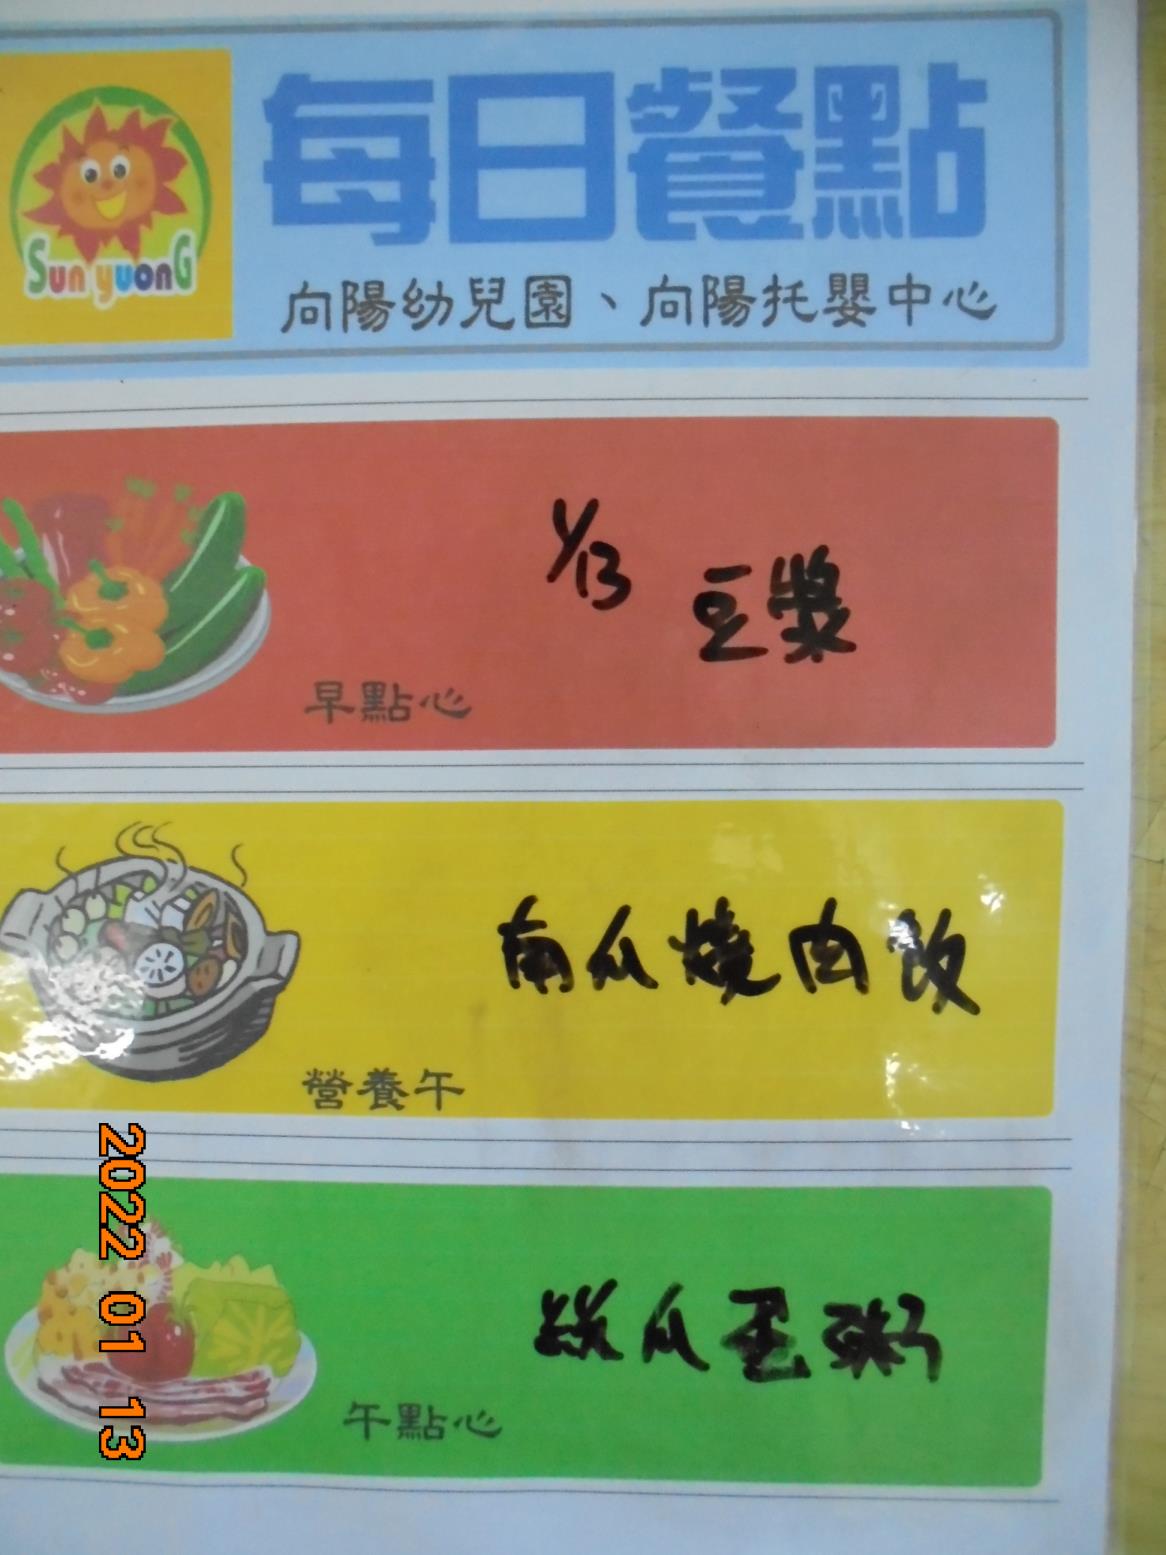 每日餐點
Sun yuonG
向陽幼兒園、向陽托嬰中心
1/13 豆漿
早點心
南瓜燒肉飯
營養午
絲瓜蛋粥
午點心
2022 01 13